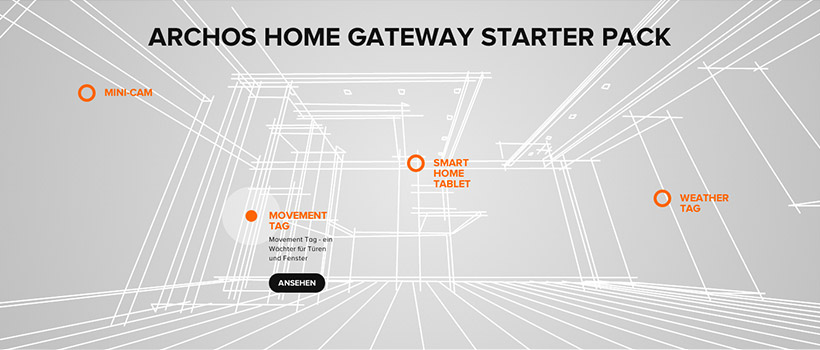 ARCHOS HOME GATEWAY STARTER PACK
MINI-CAM
SMART
HOME
TABLET
WEATHER
TAG
MOVEMENT
TAG
Movement Tag - ein
Wächter für Türen
und Fenster
ANSEHEN